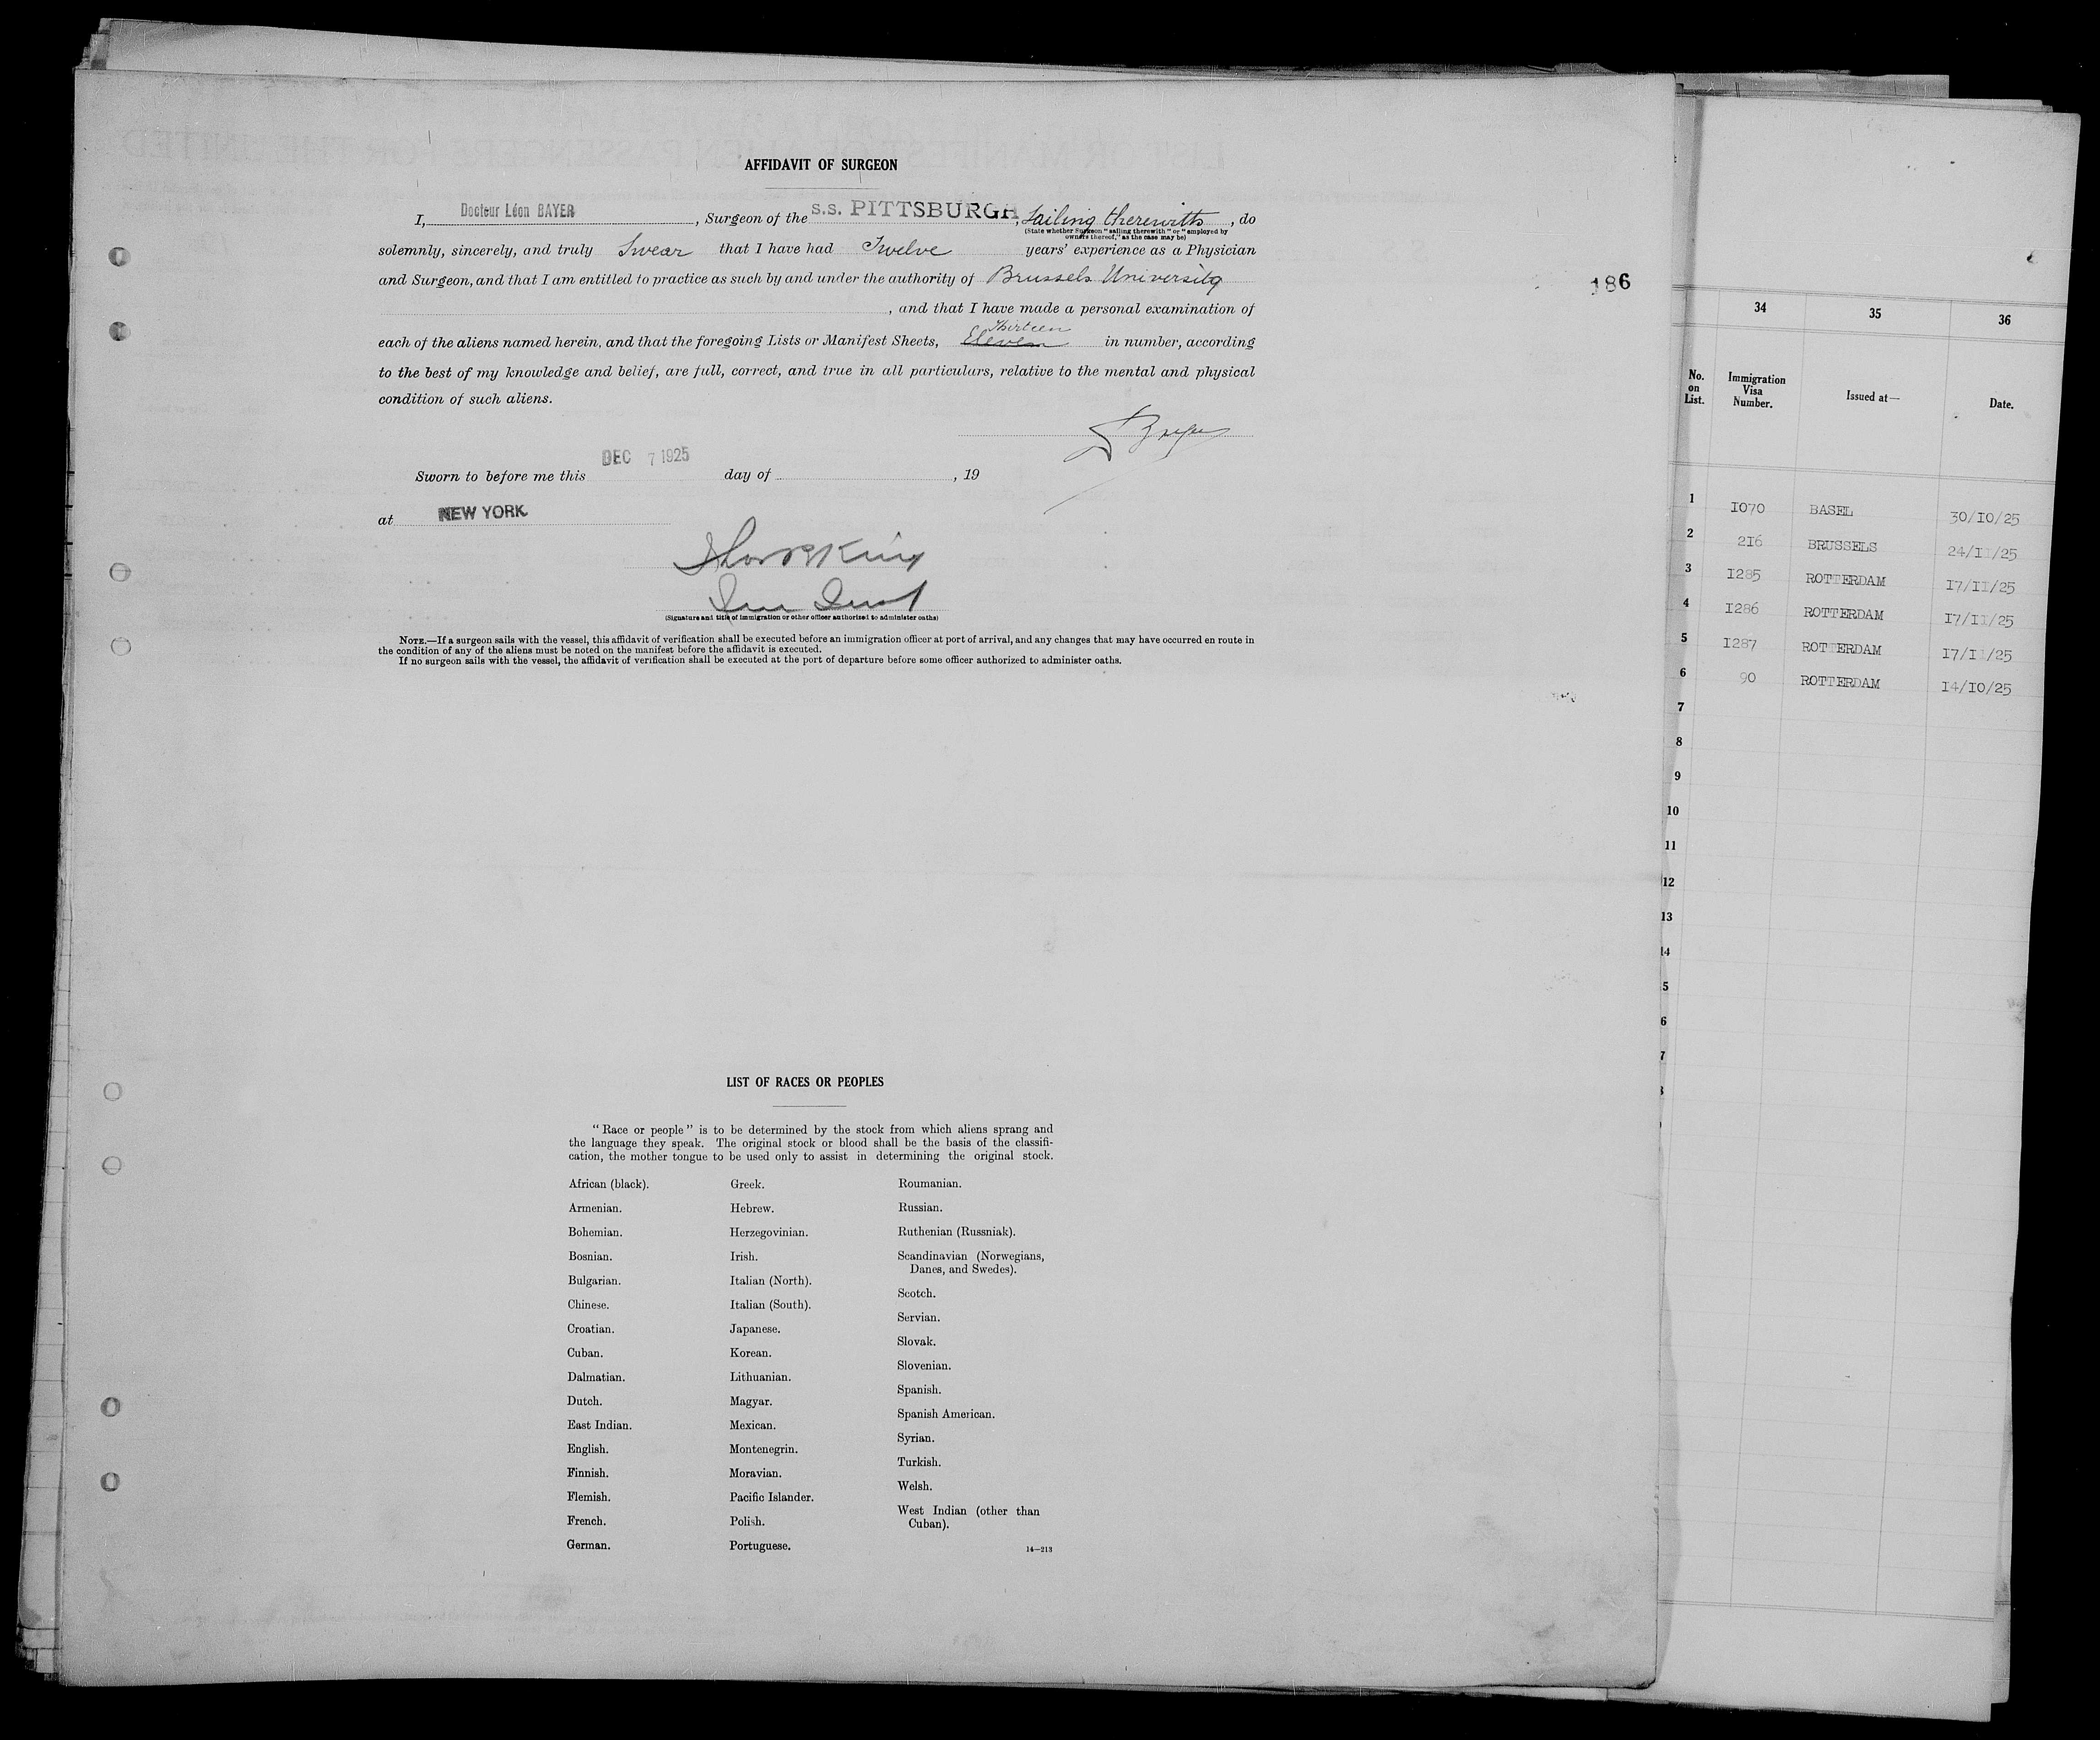 AFFIDAVIT OF SURGEON
I, Docteur Léon BAYER, Surgeon of the S.S. PITTSBURGH, Sailing therewith, do
(State whether Surgeon "sailing therewith" or "employed by
owners thereof," as the case may be)
solemnly, sincerely, and truly Swear that I have had Twelve years' experience as a Physician
and Surgeon, and that I am entitled to practice as such by and under the authority of Brussels University
, and that I have made a personal examination of
Thirteen
each of the aliens named herein, and that the foregoing Lists or Manifest Sheets, Eleven in number, according
to the best of my knowledge and belief, are full, correct, and true in all particulars, relative to the mental and physical
condition of such aliens.
Sworn to before me this DEC 7 1925 day of , 19
at NEW YORK
(Signature and title of immigration or other officer authorized to administer oaths)
NOTE.—If a surgeon sails with the vessel, this affidavit of verification shall be executed before an immigration officer at port of arrival, and any changes that may have occurred en route in
the condition of any of the aliens must be noted on the manifest before the affidavit is executed.
If no surgeon sails with the vessel, the affidavit of verification shall be executed at the port of departure before some officer authorized to administer oaths.
186
LIST OF RACES OR PEOPLES
"Race or people" is to be determined by the stock from which aliens sprang and
the language they speak. The original stock or blood shall be the basis of the classifi-
cation, the mother tongue to be used only to assist in determining the original stock.
African (black).
Armenian.
Bohemian.
Bosnian.
Bulgarian.
Chinese.
Croatian.
Cuban.
Dalmatian.
Dutch.
East Indian.
English.
Finnish.
Flemish.
French.
German.
Greek.
Hebrew.
Herzegovinian.
Irish.
Italian (North).
Italian (South).
Japanese.
Korean.
Lithuanian.
Magyar.
Mexican.
Montenegrin.
Moravian.
Pacific Islander.
Polish.
Portuguese.
Roumanian.
Russian.
Ruthenian (Russniak).
Scandinavian (Norwegians,
Danes, and Swedes).
Scotch.
Servian.
Slovak.
Slovenian.
Spanish.
Spanish American.
Syrian.
Turkish.
Welsh.
West Indian (other than
Cuban).
14—213
34 35 36
No. on List. Immigration Visa Number. Issued at— Date.
1 1070 BASEL 30/10/25
2 216 BRUSSELS 24/11/25
3 1285 ROTTERDAM 17/11/25
4 1286 ROTTERDAM 17/11/25
5 1287 ROTTERDAM 17/11/25
6 90 ROTTERDAM 14/10/25
7
8
9
10
11
12
13
14
5
6
7